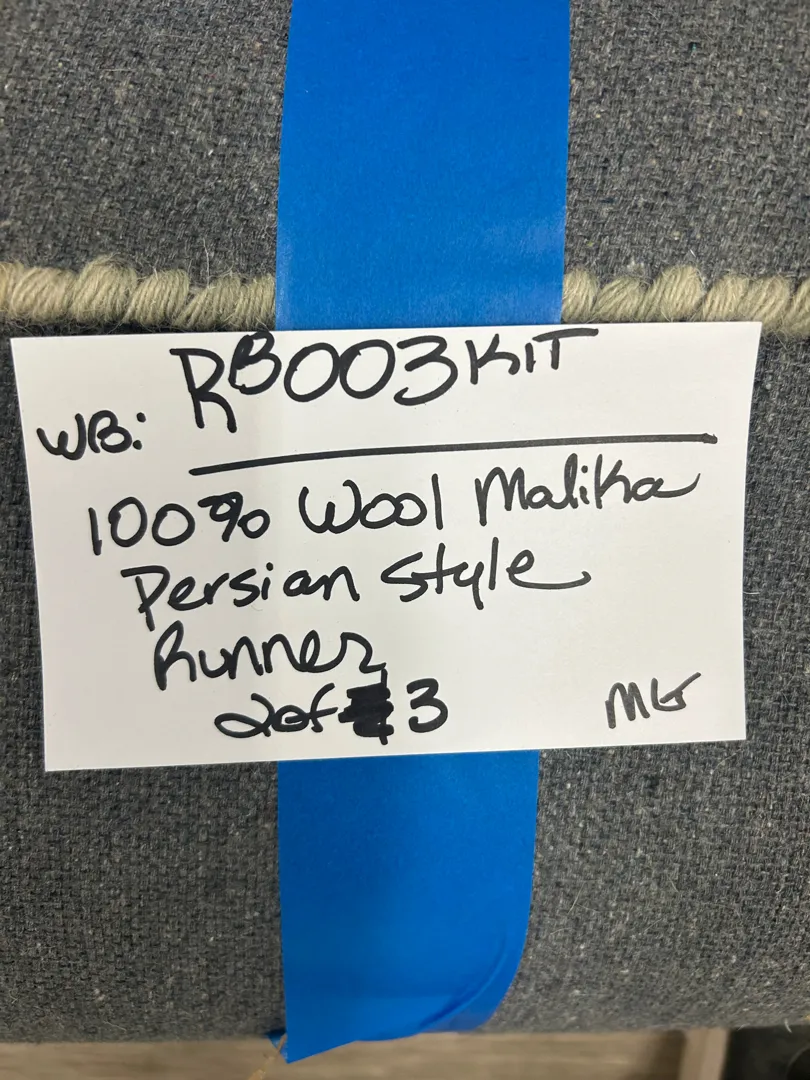 RB003KIT
WB:
100% Wool Malika
Persian Style
Runner
2of 3
MG